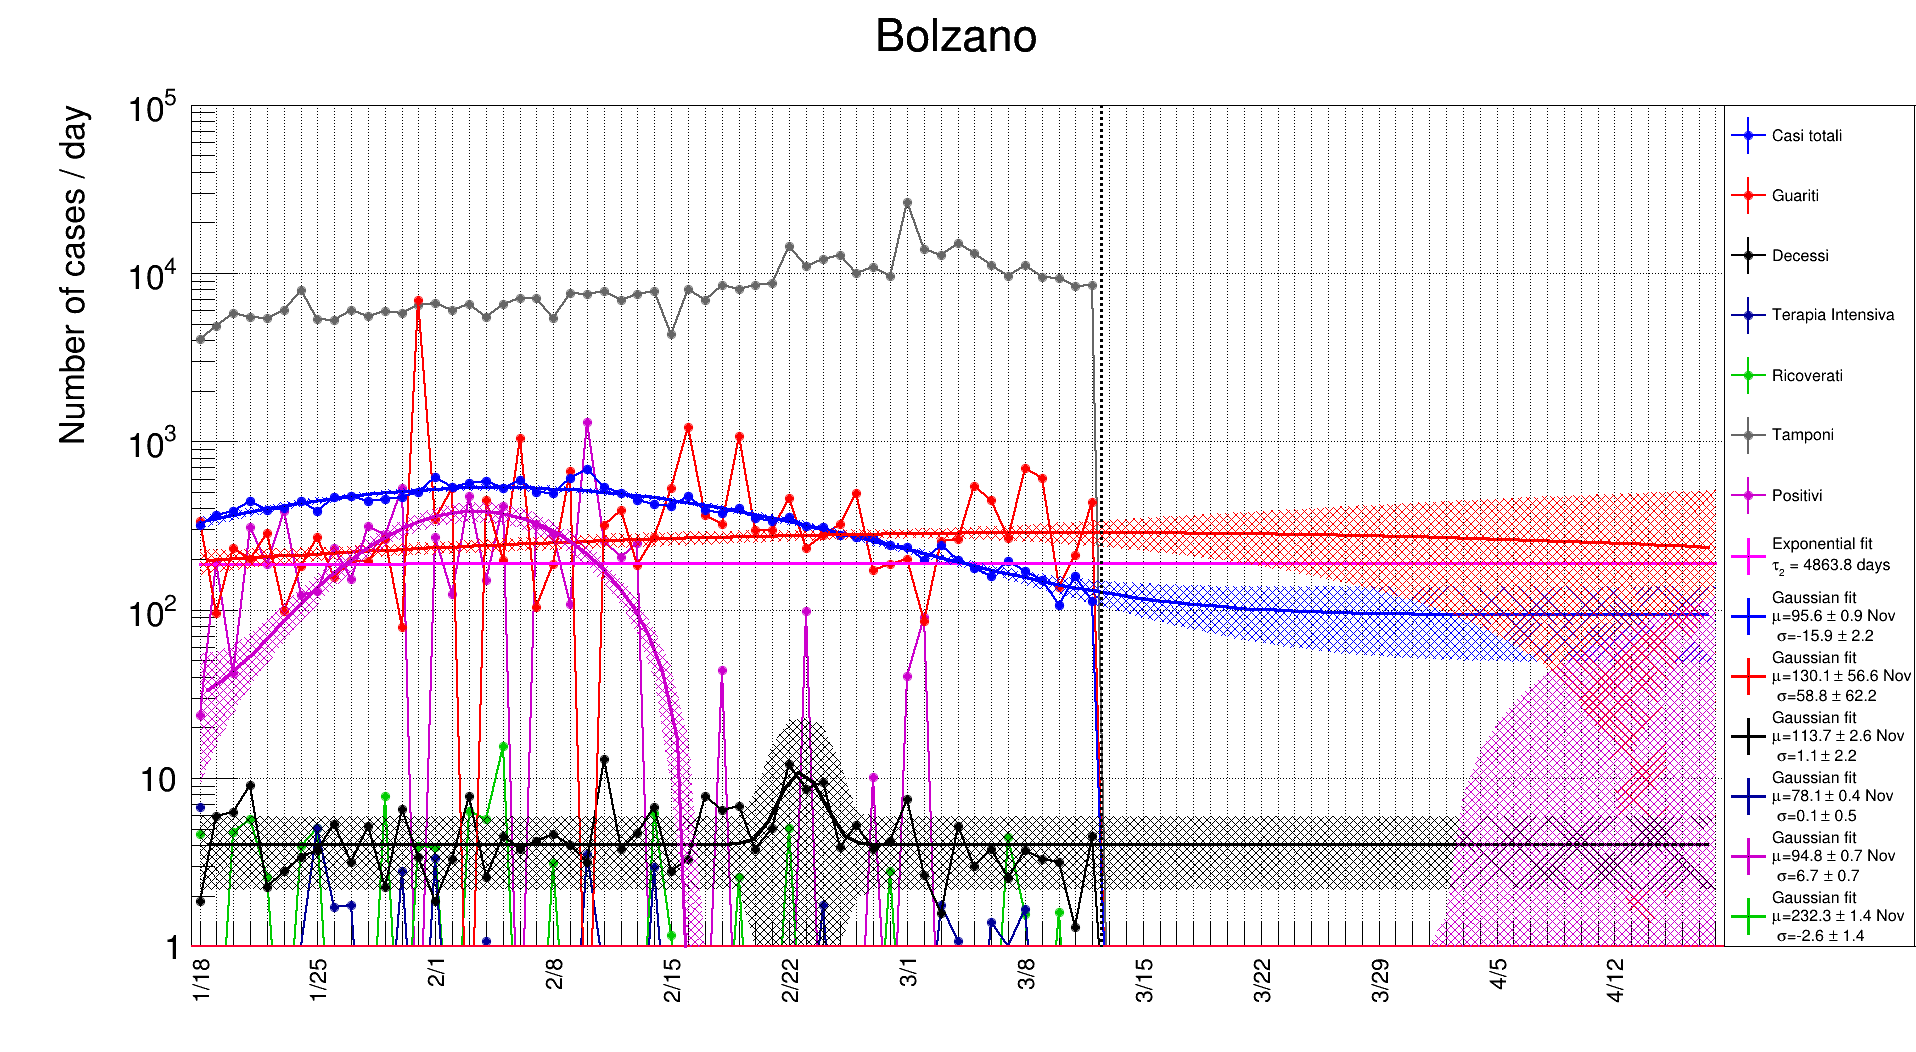 Bolzano
Number of cases / day
10^5
10^4
10^3
10^2
10
1
1/18
1/25
2/1
2/8
2/15
2/22
3/1
3/8
3/15
3/22
3/29
4/5
4/12
Casi totali
Guariti
Decessi
Terapia Intensiva
Ricoverati
Tamponi
Positivi
Exponential fit
τ₂ = 4863.8 days
Gaussian fit
μ=95.6 ± 0.9 Nov
σ=-15.9 ± 2.2
Gaussian fit
μ=130.1 ± 56.6 Nov
σ=58.8 ± 62.2
Gaussian fit
μ=113.7 ± 2.6 Nov
σ=1.1 ± 2.2
Gaussian fit
μ=78.1 ± 0.4 Nov
σ=0.1 ± 0.5
Gaussian fit
μ=94.8 ± 0.7 Nov
σ=6.7 ± 0.7
Gaussian fit
μ=232.3 ± 1.4 Nov
σ=-2.6 ± 1.4